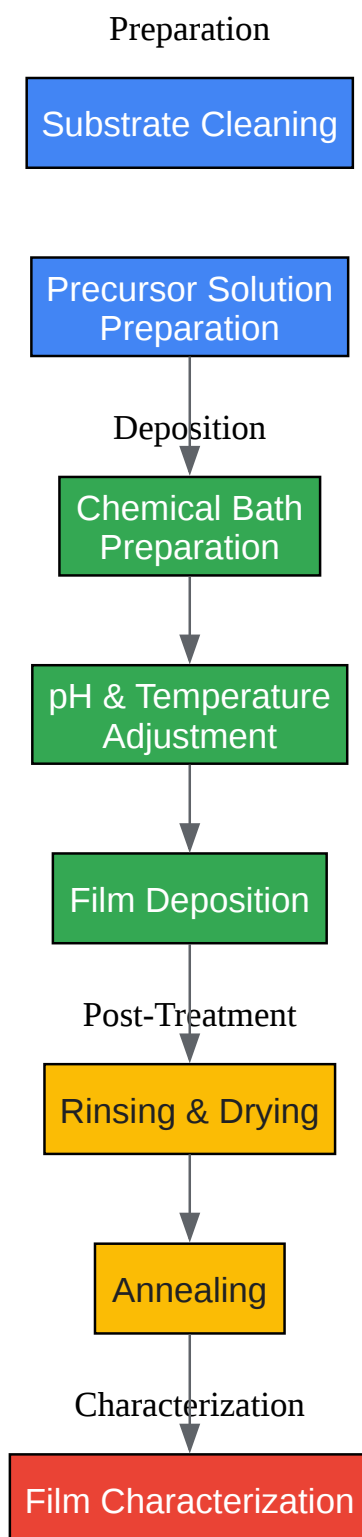 Preparation
Substrate Cleaning
Precursor Solution
Preparation
Deposition
Chemical Bath
Preparation
pH & Temperature
Adjustment
Film Deposition
Post-Treatment
Rinsing & Drying
Annealing
Characterization
Film Characterization